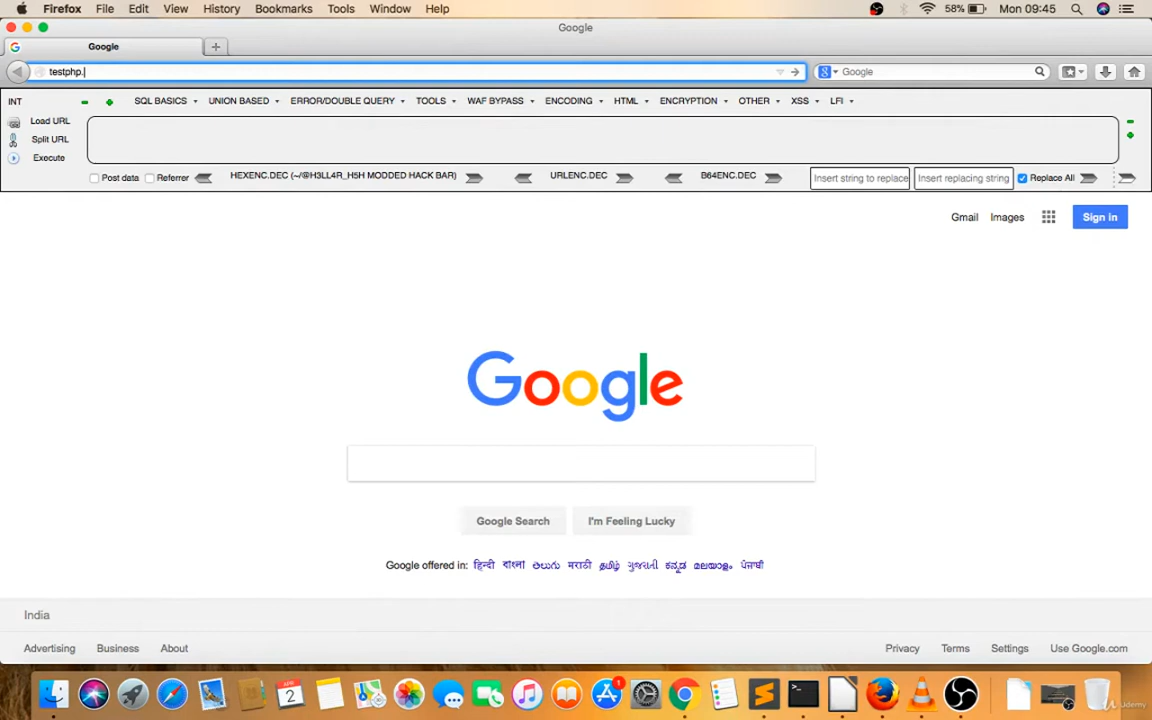 Firefox File Edit View History Bookmarks Tools Window Help 58% Mon 09:45
Google
Google
testphp.
Google
INT SQL BASICS UNION BASED ERROR/DOUBLE QUERY TOOLS WAF BYPASS ENCODING HTML ENCRYPTION OTHER XSS LFI
Load URL
Split URL
Execute
Post data Referrer HEXENC.DEC (~/@H3LL4R_H5H MODDED HACK BAR) URLENC.DEC B64ENC.DEC Insert string to replace Insert replacing string Replace All
Gmail Images Sign in
Google
Google Search I'm Feeling Lucky
Google offered in: हिन्दी বাংলা తెలుగు मराठी தமிழ் ગુજરાતી ಕನ್ನಡ മലയാളം ਪੰਜਾਬੀ
India
Advertising Business About Privacy Terms Settings Use Google.com
APR
2
1
Udemy